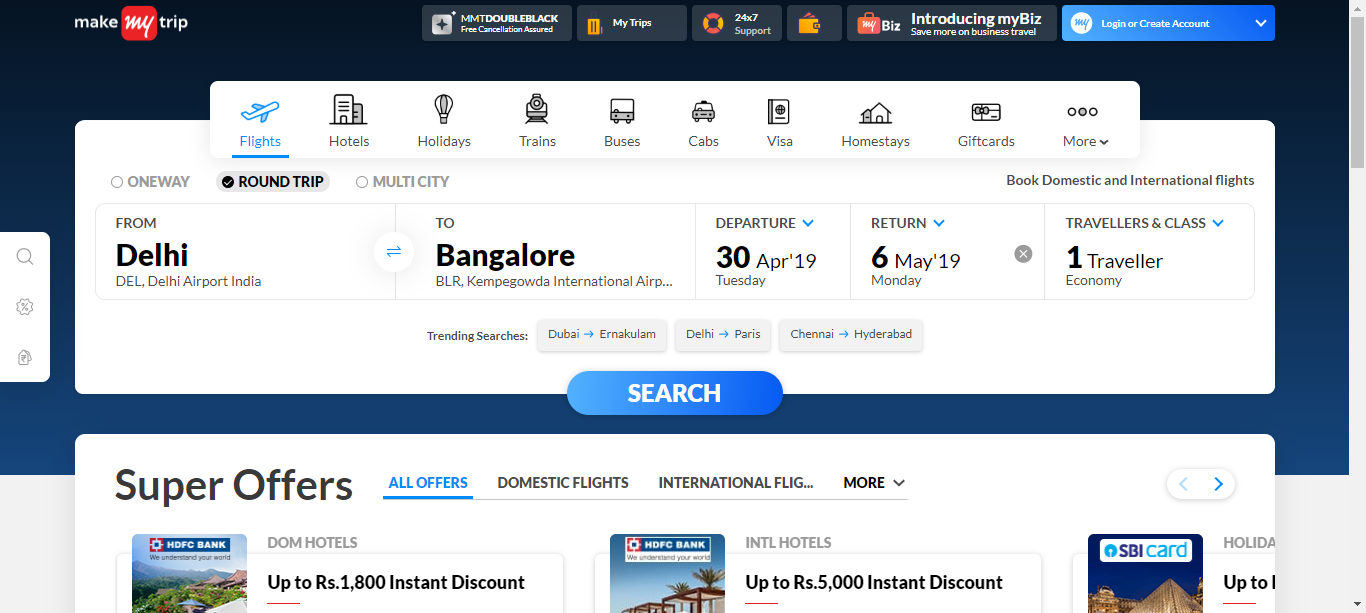 make my trip
MMTDOUBLEBLACK
Free Cancellation Assured
My Trips
24x7
Support
my Biz
Introducing myBiz
Save more on business travel
my
Login or Create Account
Flights
Hotels
Holidays
Trains
Buses
Cabs
Visa
Homestays
Giftcards
More
ONEWAY
ROUND TRIP
MULTI CITY
Book Domestic and International flights
FROM
Delhi
DEL, Delhi Airport India
TO
Bangalore
BLR, Kempegowda International Airp...
DEPARTURE
30 Apr'19
Tuesday
RETURN
6 May'19
Monday
TRAVELLERS & CLASS
1 Traveller
Economy
Trending Searches:
Dubai → Ernakulam
Delhi → Paris
Chennai → Hyderabad
SEARCH
Super Offers
ALL OFFERS
DOMESTIC FLIGHTS
INTERNATIONAL FLIG...
MORE
HDFC BANK
We understand your world
DOM HOTELS
Up to Rs.1,800 Instant Discount
HDFC BANK
We understand your world
INTL HOTELS
Up to Rs.5,000 Instant Discount
SBI card
HOLIDA
Up to